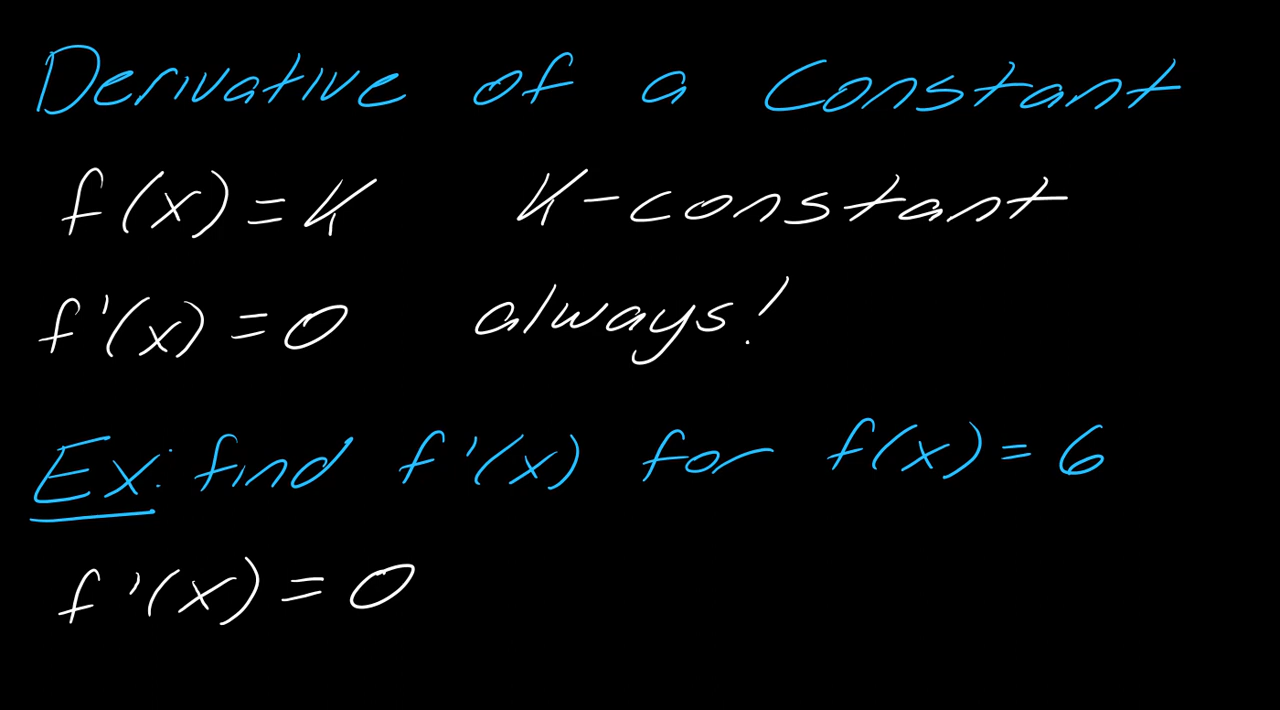 Derivative of a Constant
f(x)=K K-constant
f'(x)=0 always!
Ex: find f'(x) for f(x)=6
f'(x)=0